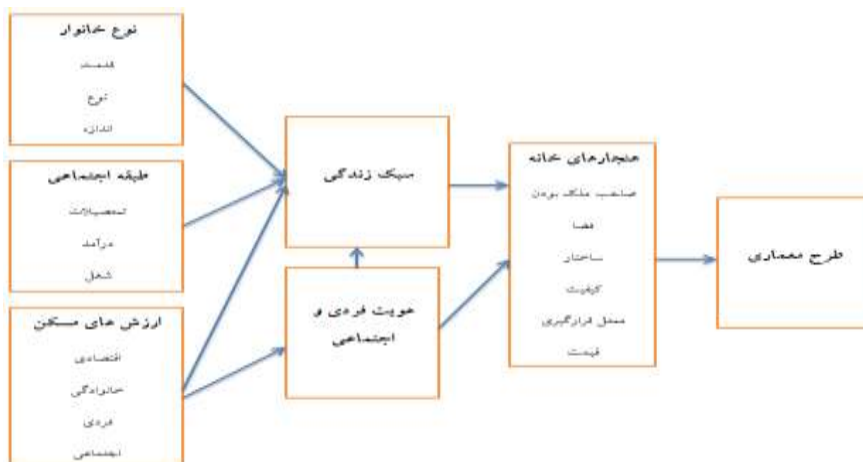 نوع خانوار
قدمت
نوع
اندازه
طبقه اجتماعی
تحصیلات
درآمد
شغل
ارزش های مسکن
اقتصادی
خانوادگی
فردی
اجتماعی
سبک زندگی
هویت فردی و
اجتماعی
هنجارهای خانه
صاحب ملک بودن
فضا
ساختار
کیفیت
محل قرارگیری
قیمت
طرح معماری